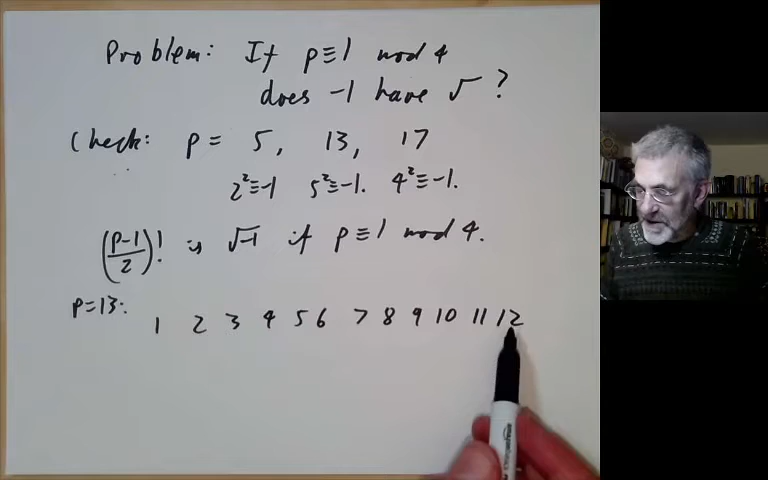 Problem: If p≡1 mod 4
does -1 have √ ?
Check: p = 5, 13, 17
2²≡-1 5²≡-1. 4²≡-1.
((p-1)/2)! is √-1 if p≡1 mod 4.
p=13: 1 2 3 4 5 6 7 8 9 10 11 12